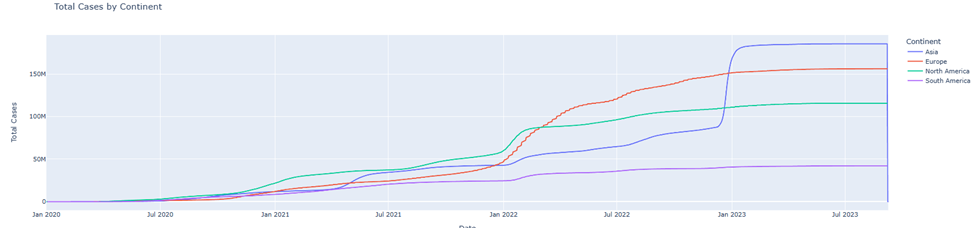 Total Cases by Continent
Continent
Asia
Europe
North America
South America
Total Cases
150M
100M
50M
0
Jan 2020 Jul 2020 Jan 2021 Jul 2021 Jan 2022 Jul 2022 Jan 2023 Jul 2023